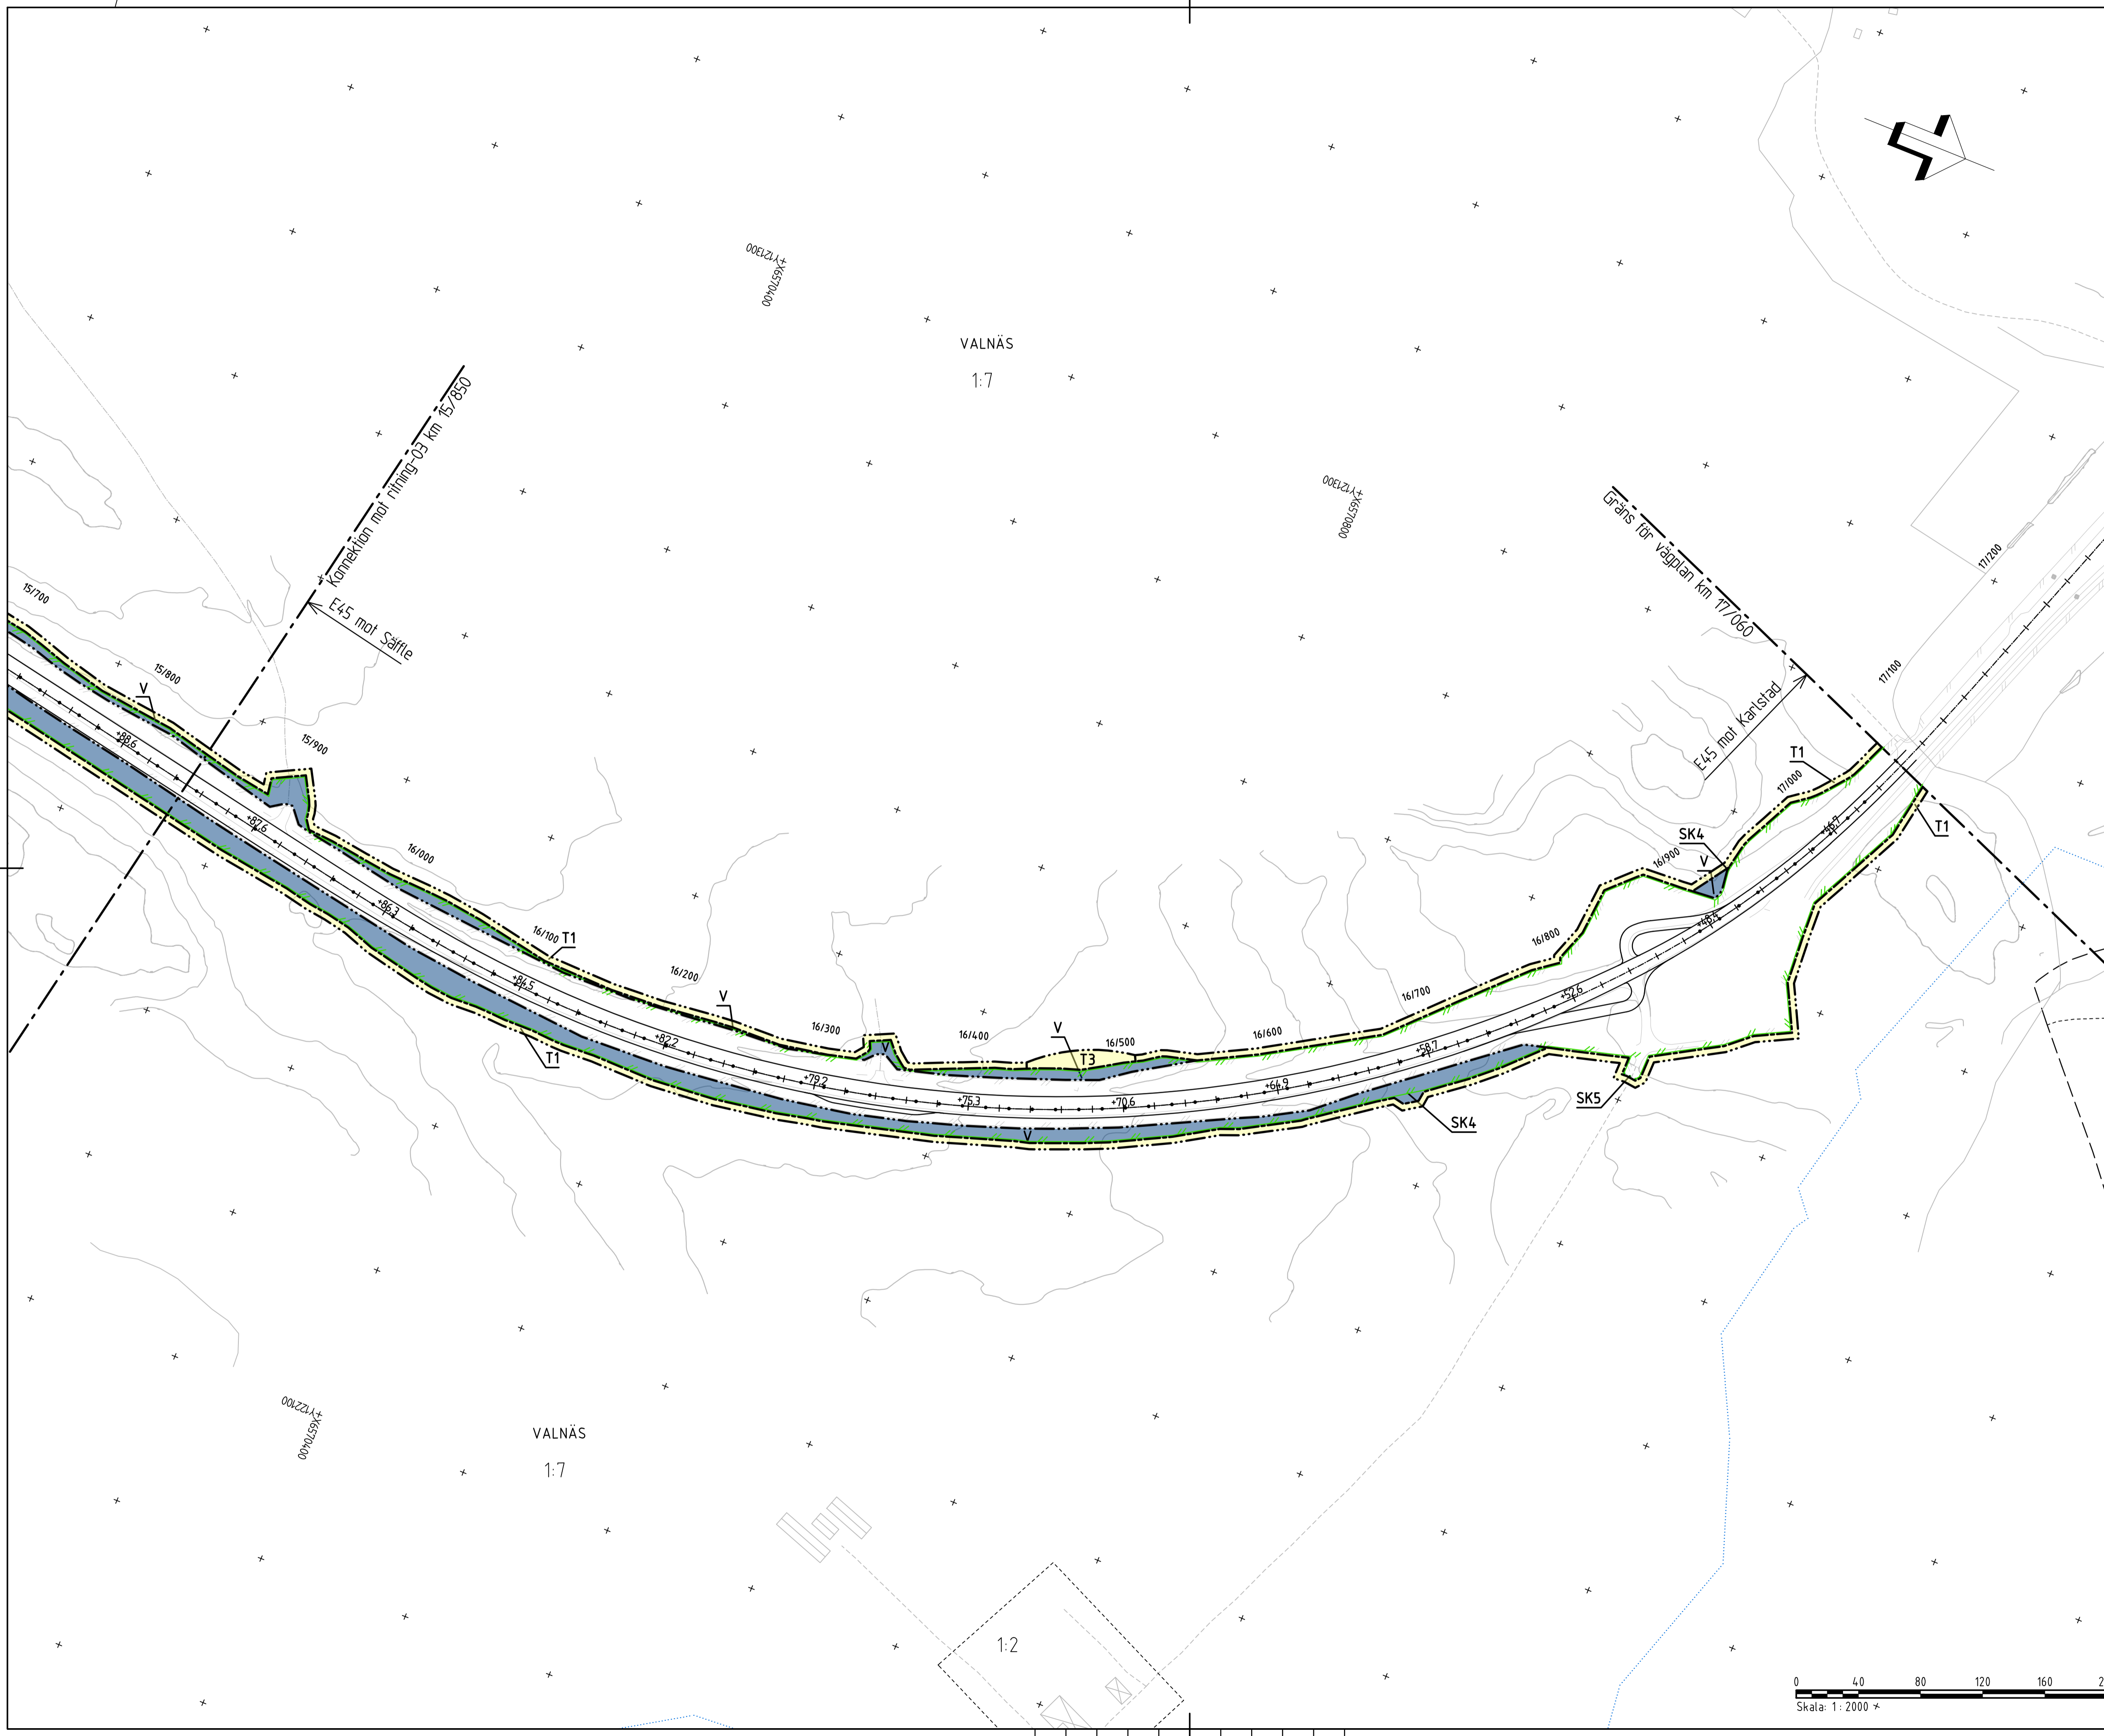 +Y121300
+X6570400
VALNÄS
1:7
Konnektion mot ritning-03 km 15/850
E45 mot Säffle
+Y121300
+X6570800
Gräns för vägplan km 17/060
E45 mot Karlstad
15/700
15/800
V
15/900
16/000
16/100
T1
16/200
V
16/300
V
16/400
V
T3
16/500
16/600
16/700
16/800
16/900
SK4
V
17/000
T1
17/100
17/200
T1
+88.6
+87.6
+86.3
+84.5
+82.2
+79.2
+75.3
+70.6
+64.9
+58.7
+52.6
+48.4
+46.7
T1
V
SK4
SK5
+Y122100
+X6570400
VALNÄS
1:7
1:2
0 40 80 120 160
Skala: 1:2000